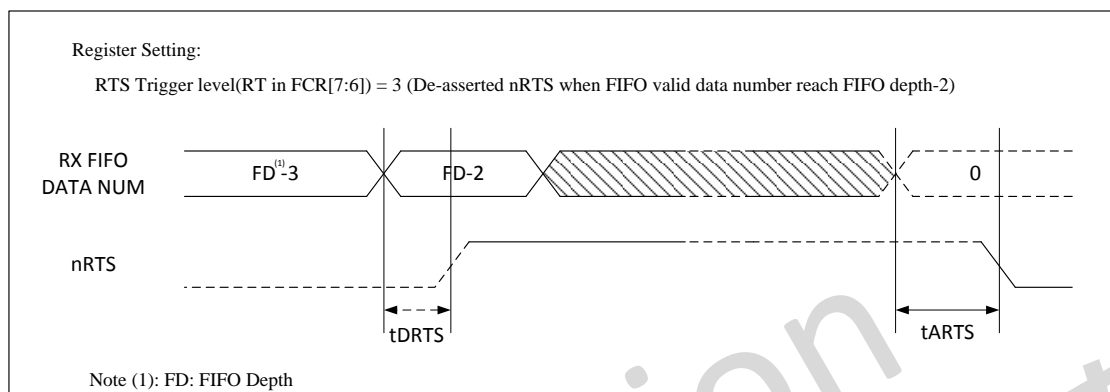 Register Setting:
RTS Trigger level(RT in FCR[7:6]) = 3 (De-asserted nRTS when FIFO valid data number reach FIFO depth-2)
RX FIFO
DATA NUM
FD(1)-3
FD-2
0
nRTS
tDRTS
tARTS
Note (1): FD: FIFO Depth